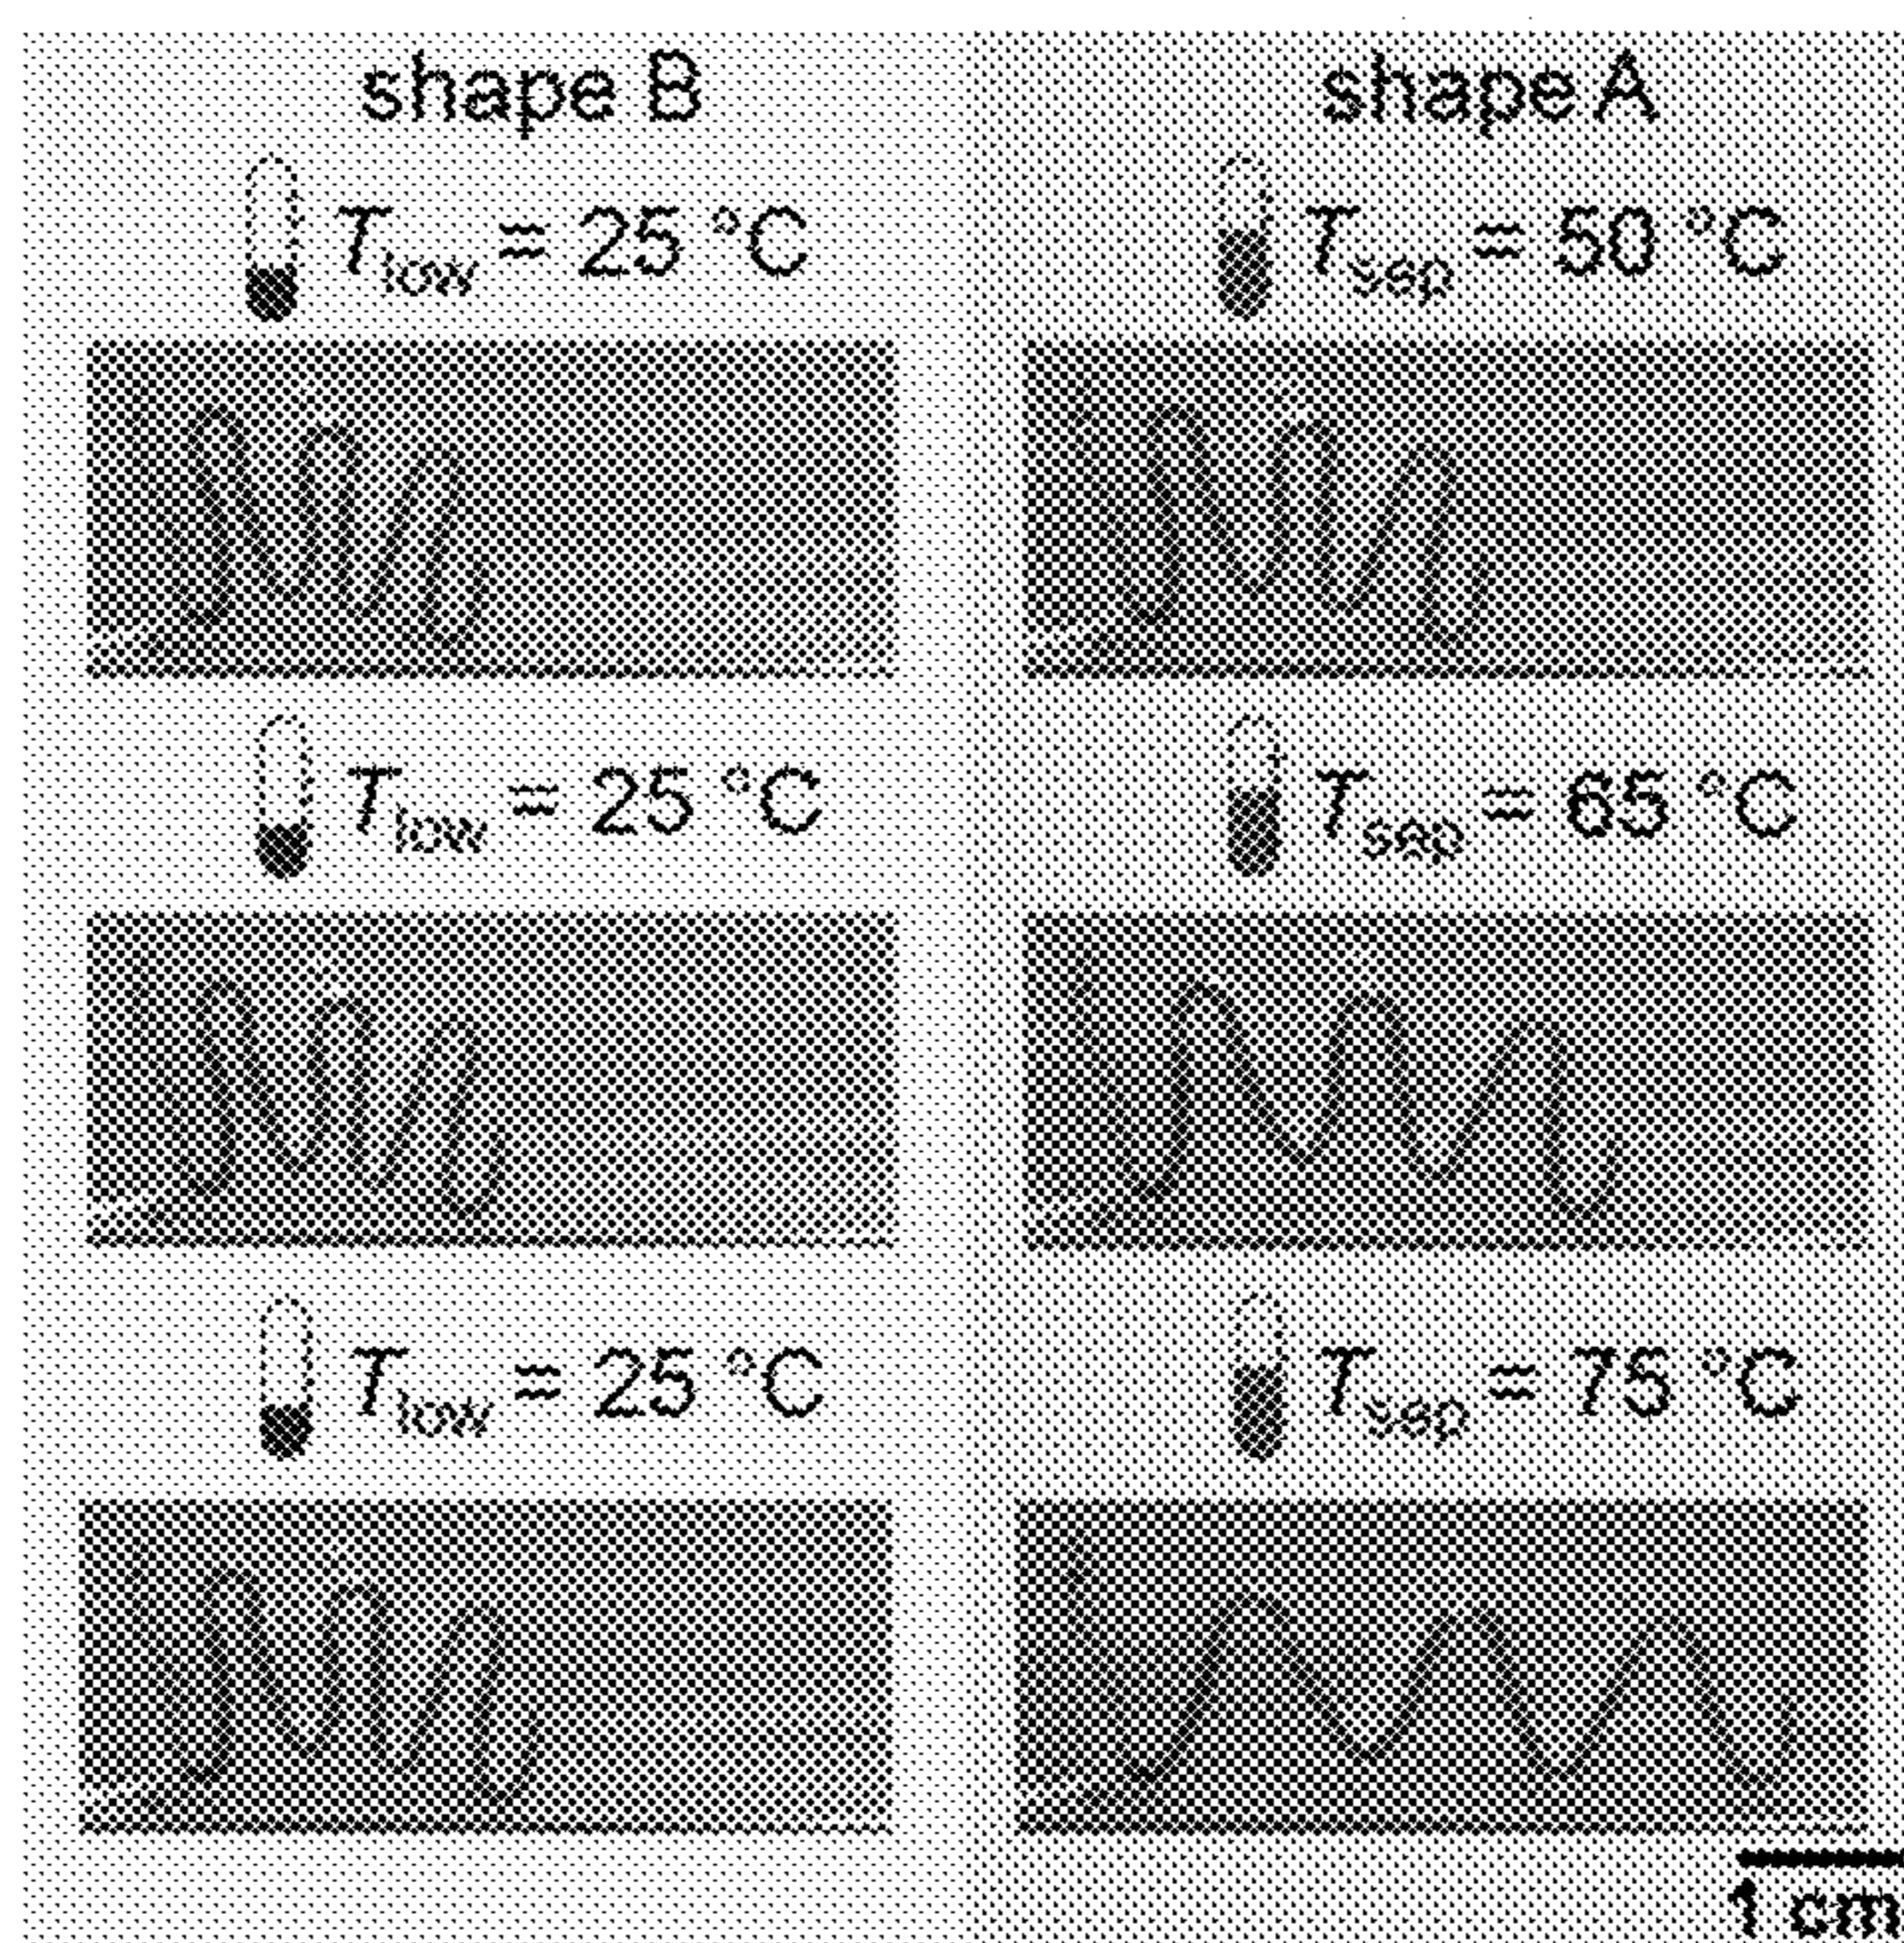 shape B
shape A
T_low = 25 °C
T_sep = 50 °C
T_low = 25 °C
T_sep = 65 °C
T_low = 25 °C
T_sep = 75 °C
1 cm